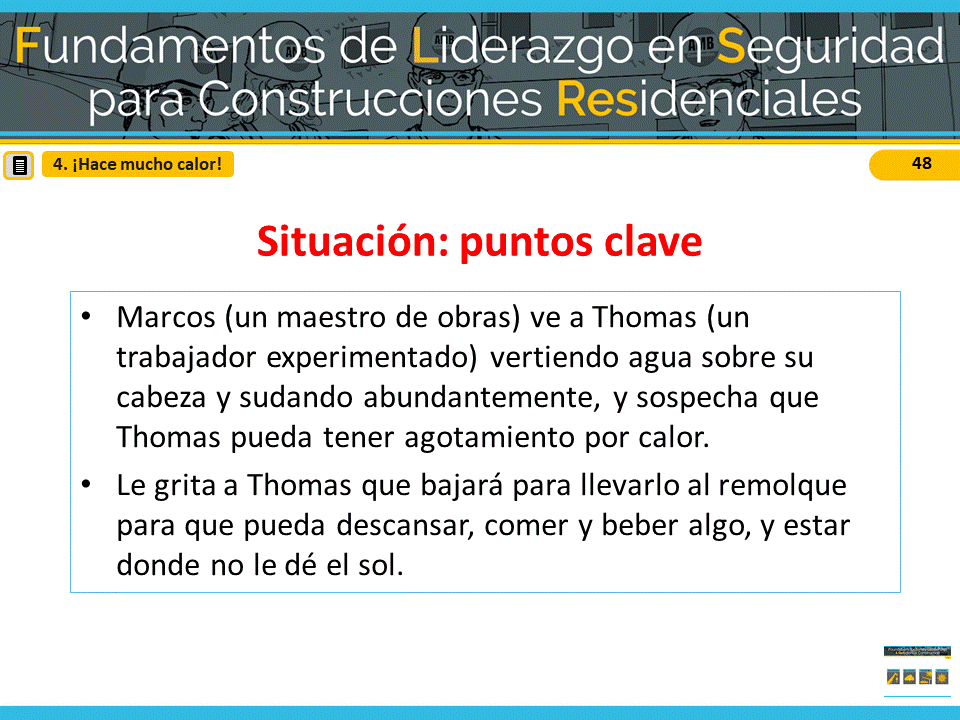 Fundamentos de Liderazgo en Seguridad
para Construcciones Residenciales
4. ¡Hace mucho calor!
48
Situación: puntos clave
• Marcos (un maestro de obras) ve a Thomas (un
trabajador experimentado) vertiendo agua sobre su
cabeza y sudando abundantemente, y sospecha que
Thomas pueda tener agotamiento por calor.
• Le grita a Thomas que bajará para llevarlo al remolque
para que pueda descansar, comer y beber algo, y estar
donde no le dé el sol.